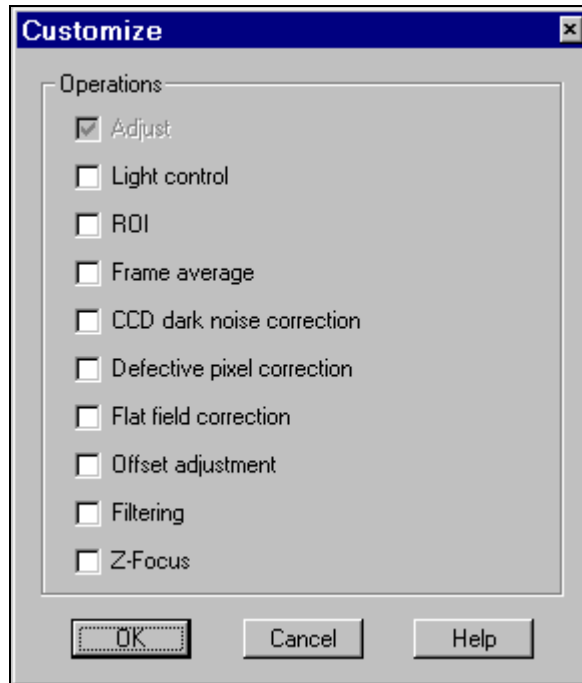 Customize
Operations
Adjust
Light control
ROI
Frame average
CCD dark noise correction
Defective pixel correction
Flat field correction
Offset adjustment
Filtering
Z-Focus
OK
Cancel
Help